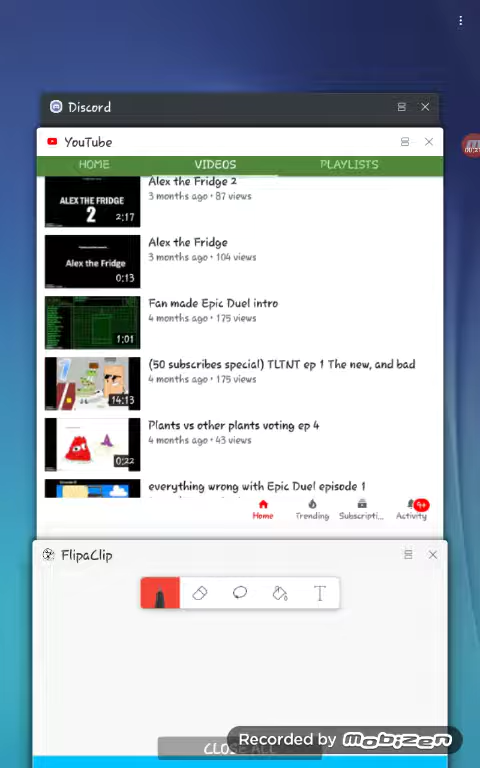 Discord
YouTube
HOME VIDEOS PLAYLISTS
Alex the Fridge 2
3 months ago • 87 views
ALEX THE FRIDGE
2
2:17
Alex the Fridge
3 months ago • 104 views
Alex the Fridge
0:13
Fan made Epic Duel intro
4 months ago • 175 views
1:01
(50 subscribes special) TLTNT ep 1 The new, and bad
4 months ago • 175 views
14:13
Plants vs other plants voting ep 4
4 months ago • 43 views
0:22
everything wrong with Epic Duel episode 1
9+
Home Trending Subscripti... Activity
FlipaClip
T
Recorded by MOBIZEN
CLOSE ALL